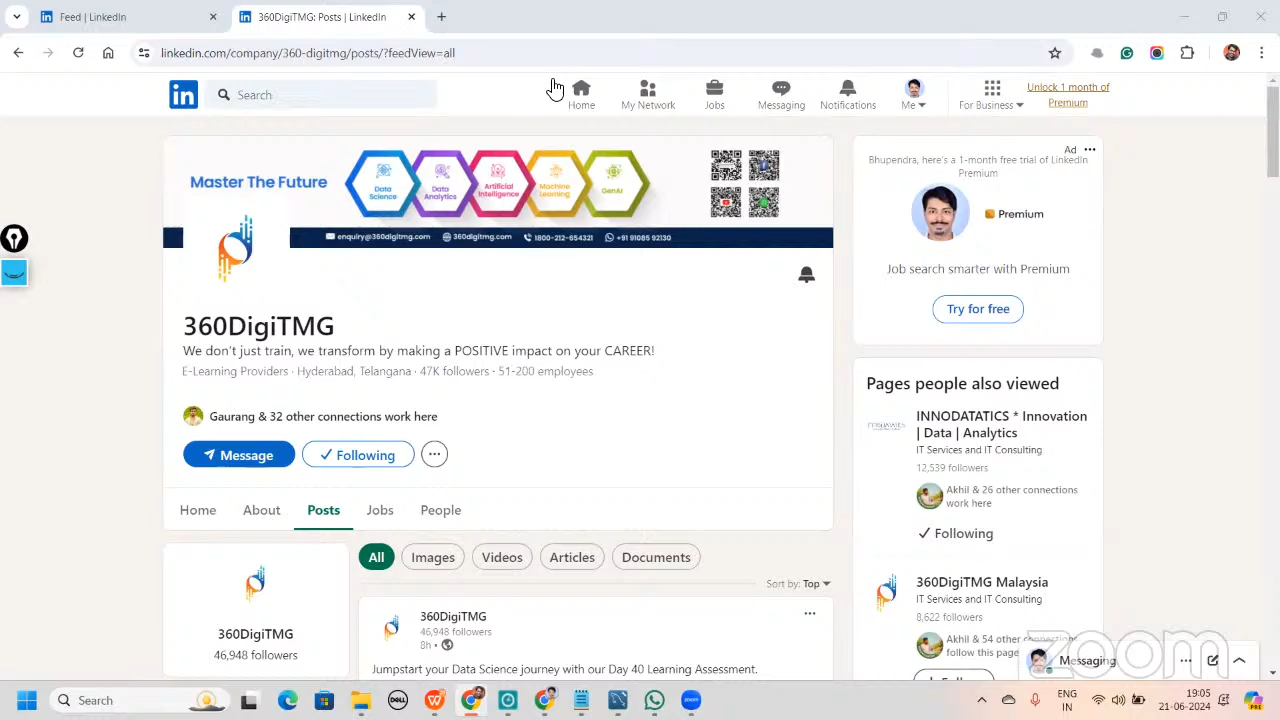 Feed | LinkedIn
360DigiTMG: Posts | LinkedIn
linkedin.com/company/360-digitmg/posts/?feedView=all
in
Search
Home
My Network
Jobs
Messaging
Notifications
Me
For Business
Unlock 1 month of
Premium
Master The Future
Data
Science
Data
Analytics
Artificial
Intelligence
Machine
Learning
GenAI
enquiry@360digitmg.com
360digitmg.com
1800-212-654321
+91 91085 92130
360DigiTMG
We don't just train, we transform by making a POSITIVE impact on your CAREER!
E-Learning Providers · Hyderabad, Telangana · 47K followers · 51-200 employees
Gaurang & 32 other connections work here
Message
Following
Home
About
Posts
Jobs
People
360DigiTMG
46,948 followers
All
Images
Videos
Articles
Documents
Sort by: Top
360DigiTMG
46,948 followers
8h •
Jumpstart your Data Science journey with our Day 40 Learning Assessment.
Ad
Bhupendra, here's a 1-month free trial of LinkedIn
Premium
Premium
Job search smarter with Premium
Try for free
Pages people also viewed
INNODATATICS * Innovation
| Data | Analytics
IT Services and IT Consulting
12,539 followers
Akhil & 26 other connections
work here
Following
360DigiTMG Malaysia
IT Services and IT Consulting
8,622 followers
Akhil & 54 other connections
follow this page
Messaging
zoom
Search
DELL
zoom
ENG
IN
19:05
21-06-2024